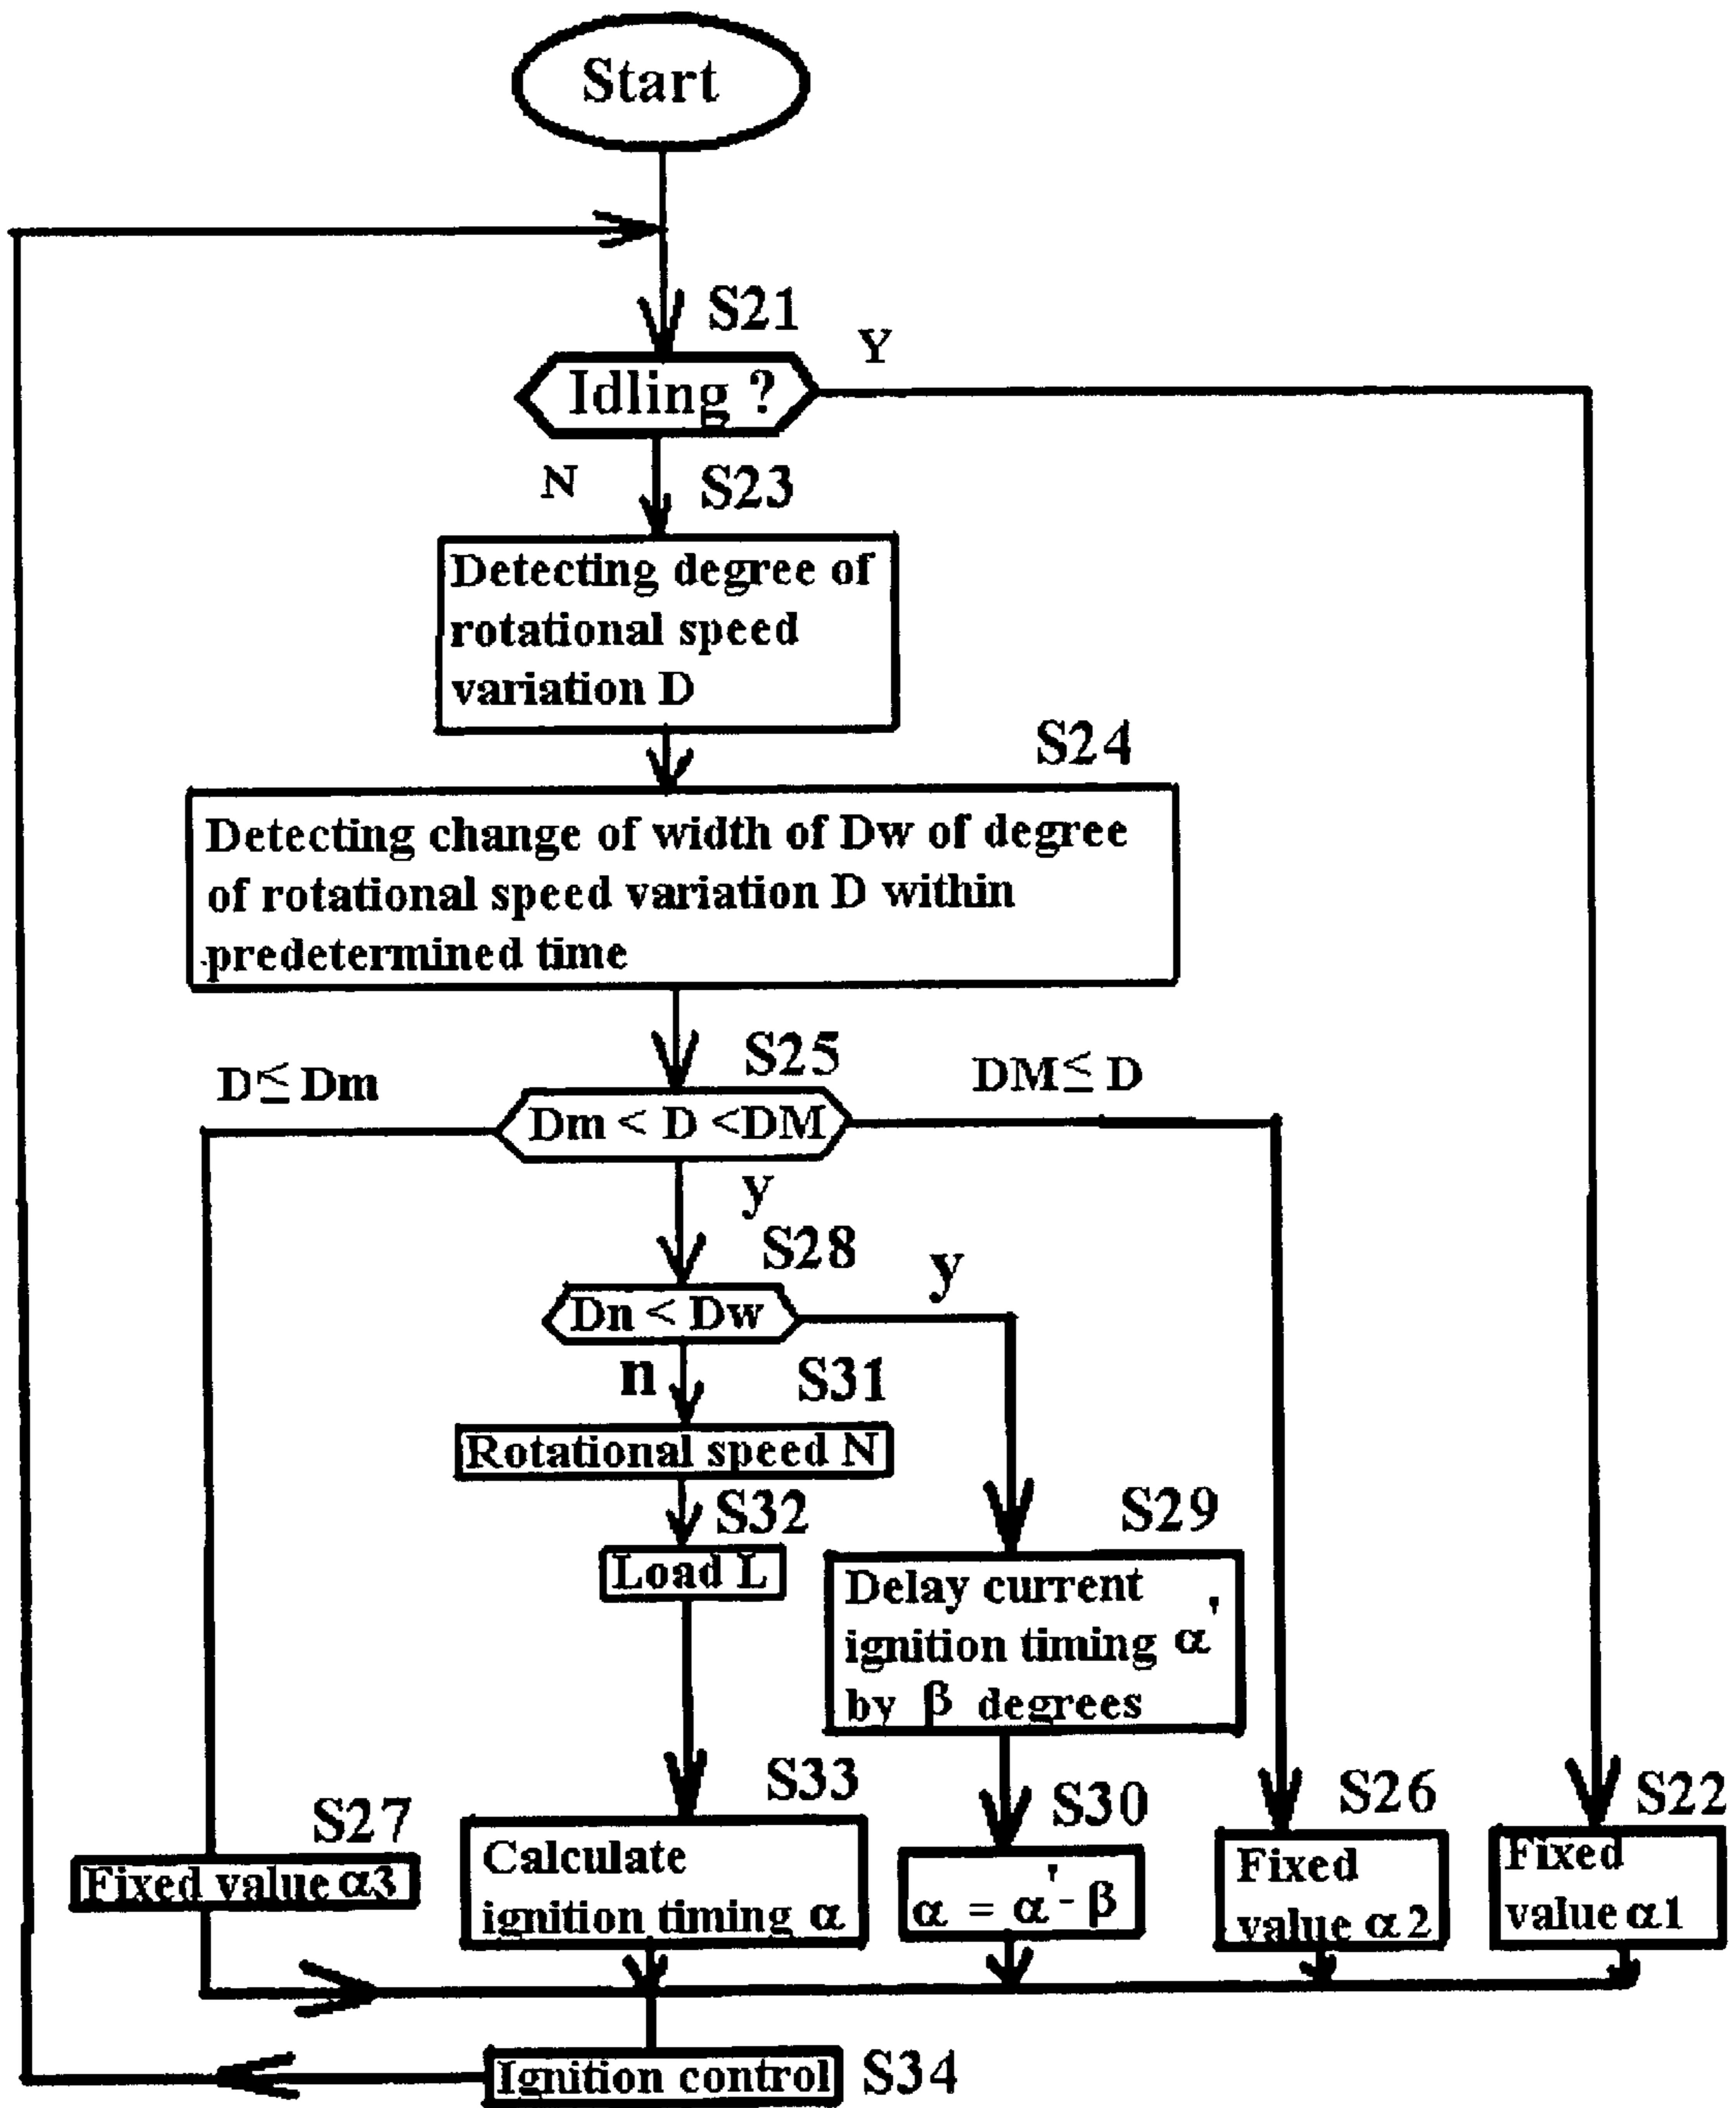 Start
S21
Y
Idling ?
N
S23
Detecting degree of
rotational speed
variation D
S24
Detecting change of width of Dw of degree
of rotational speed variation D within
predetermined time
S25
D≦Dm
DM≦D
Dm < D <DM
y
S28
y
Dn < Dw
n
S31
Rotational speed N
S32
Load L
S29
Delay current
ignition timing α'
by β degrees
S33
Calculate
ignition timing α
S30
α = α'- β
S26
Fixed
value α2
S22
Fixed
value α1
S27
Fixed value α3
Ignition control
S34